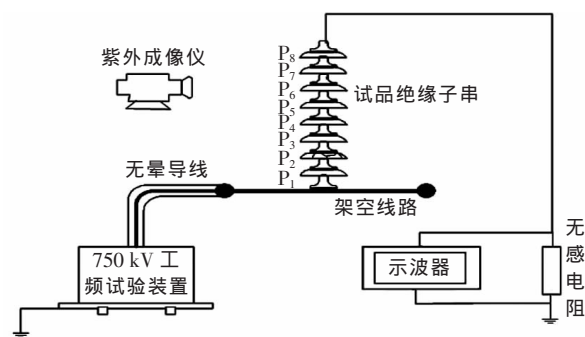 紫外成像仪
P8
P7
P6
P5
P4
P3
P2
P1
试品绝缘子串
无晕导线
架空线路
750 kV 工
频试验装置
示波器
无
感
电
阻